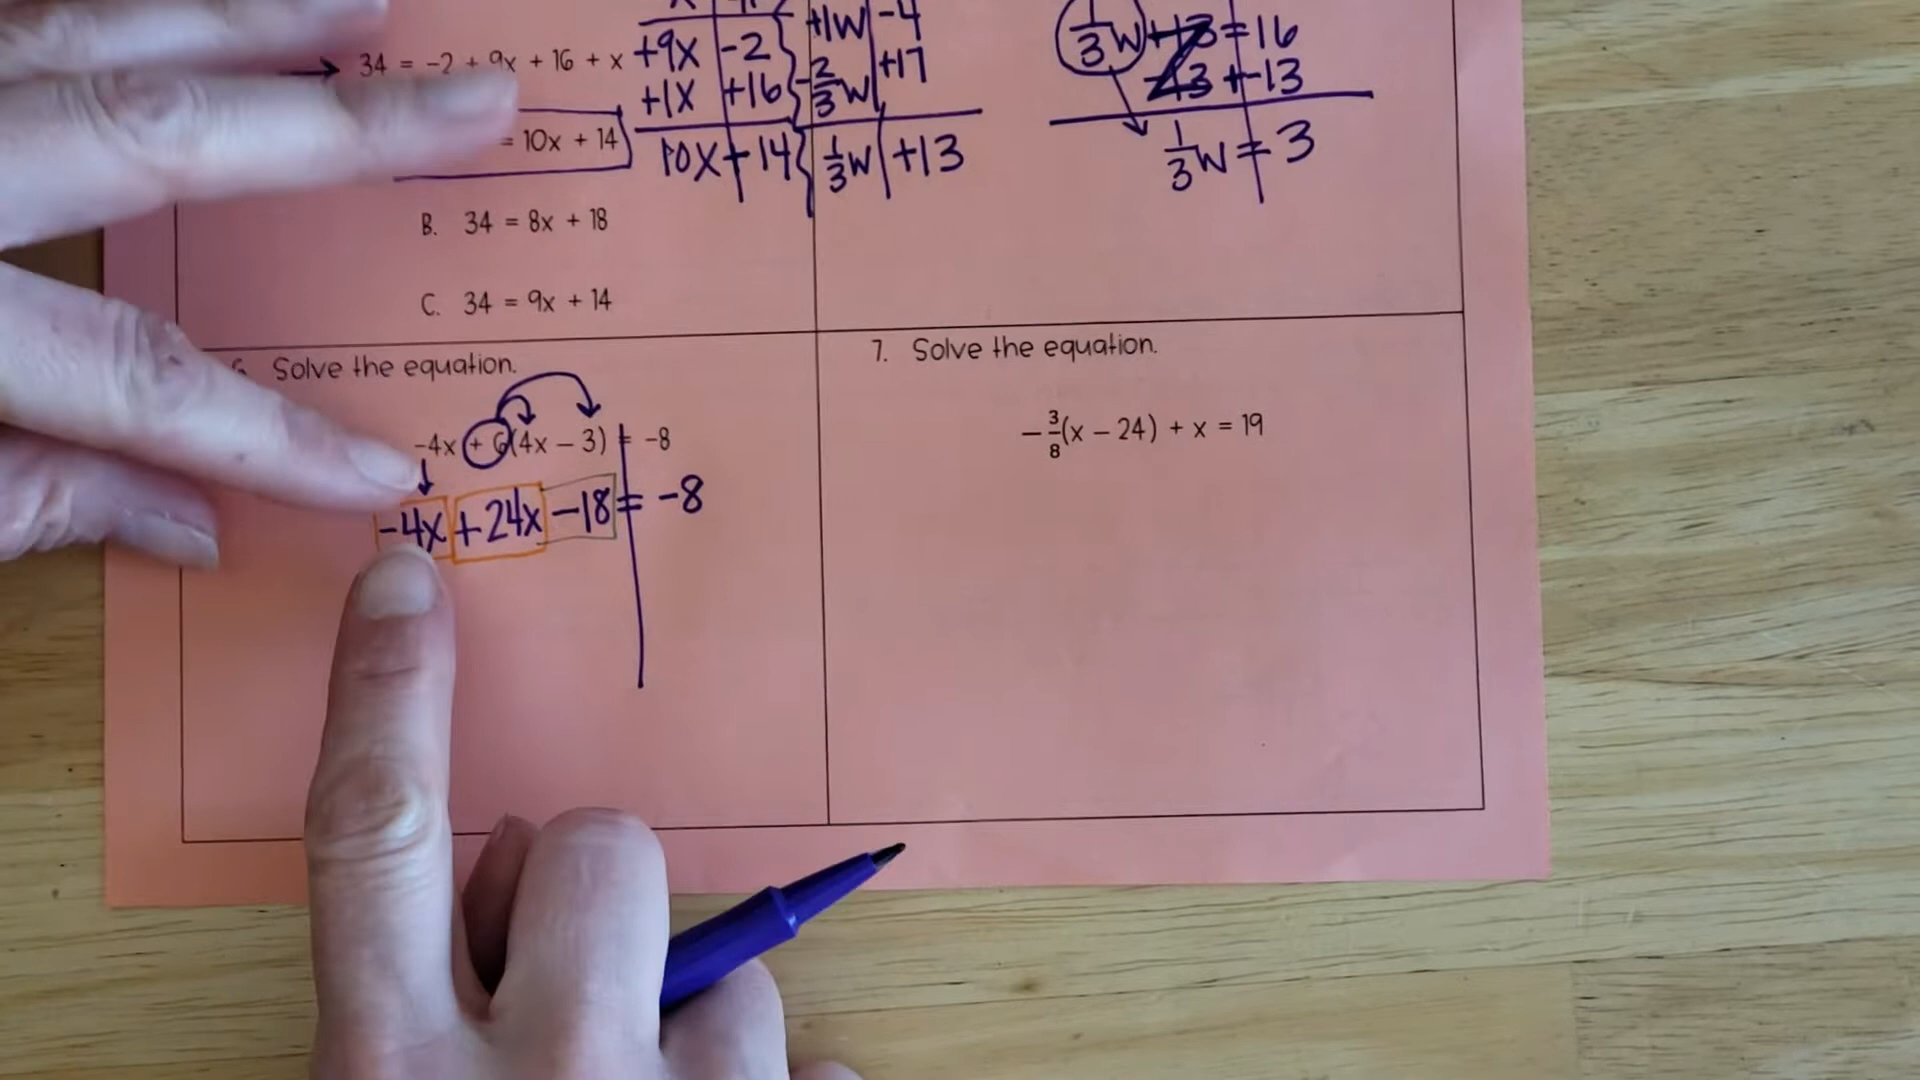 34 = -2 + 9x + 16 + x
= 10x + 14
B. 34 = 8x + 18
C. 34 = 9x + 14
+9x | -2
+1x | +16
10x + 14
+1w | -4
-2/3w | +17
1/3w | +13
1/3w +13 = 16
-13 + -13
1/3w = 3
Solve the equation.
-4x + 6(4x - 3) = -8
-4x +24x -18 = -8
7. Solve the equation.
-3/8(x - 24) + x = 19